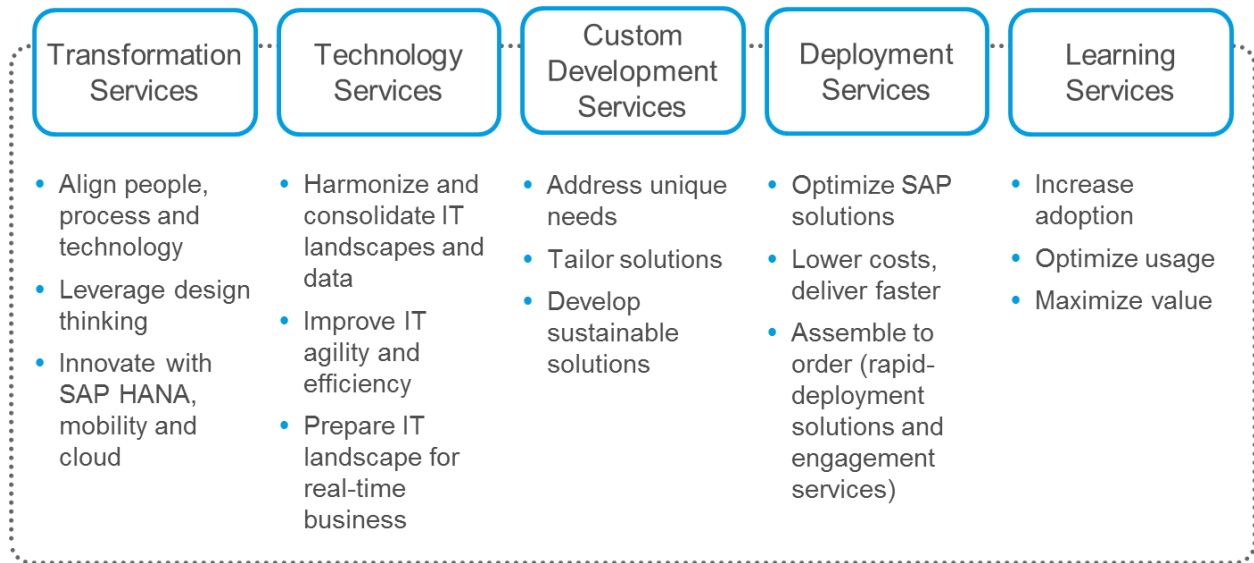 Transformation
Services
Technology
Services
Custom
Development
Services
Deployment
Services
Learning
Services
• Align people,
process and
technology
• Leverage design
thinking
• Innovate with
SAP HANA,
mobility and
cloud
• Harmonize and
consolidate IT
landscapes and
data
• Improve IT
agility and
efficiency
• Prepare IT
landscape for
real-time
business
• Address unique
needs
• Tailor solutions
• Develop
sustainable
solutions
• Optimize SAP
solutions
• Lower costs,
deliver faster
• Assemble to
order (rapid-
deployment
solutions and
engagement
services)
• Increase
adoption
• Optimize usage
• Maximize value